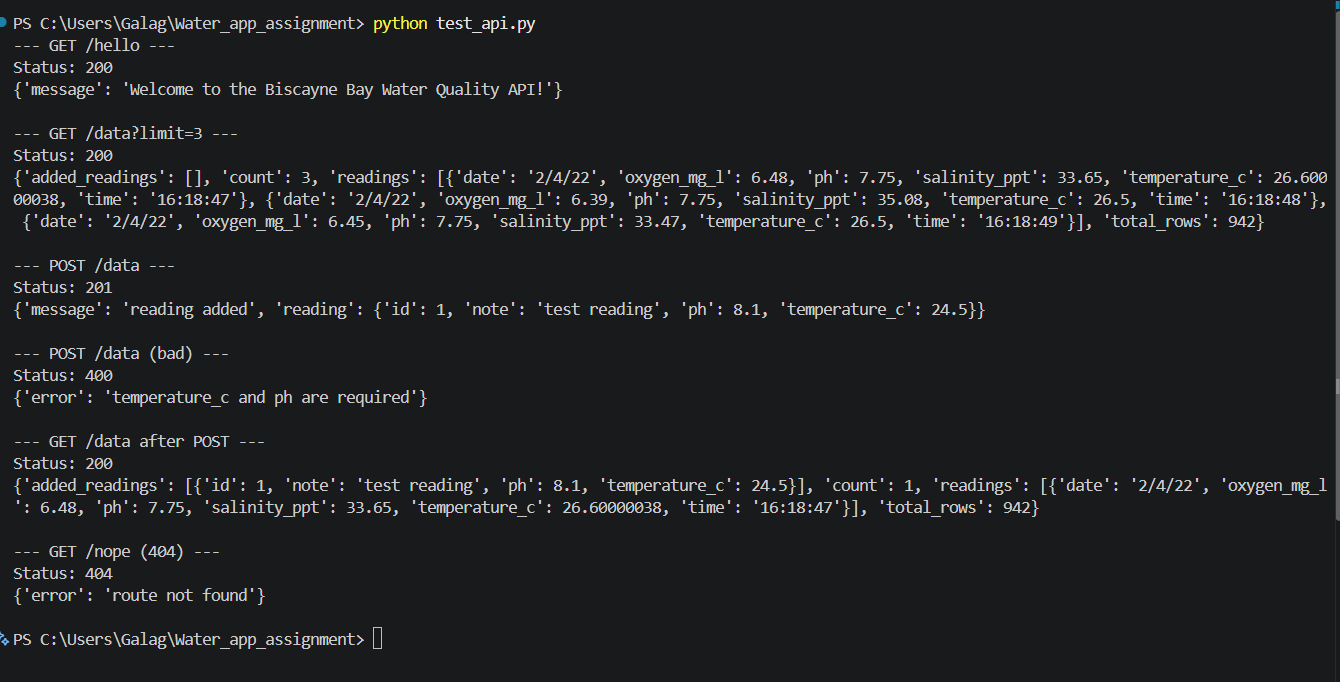 PS C:\Users\Galag\Water_app_assignment> python test_api.py
--- GET /hello ---
Status: 200
{'message': 'Welcome to the Biscayne Bay Water Quality API!'}
--- GET /data?limit=3 ---
Status: 200
{'added_readings': [], 'count': 3, 'readings': [{'date': '2/4/22', 'oxygen_mg_l': 6.48, 'ph': 7.75, 'salinity_ppt': 33.65, 'temperature_c': 26.600
00038, 'time': '16:18:47'}, {'date': '2/4/22', 'oxygen_mg_l': 6.39, 'ph': 7.75, 'salinity_ppt': 35.08, 'temperature_c': 26.5, 'time': '16:18:48'},
{'date': '2/4/22', 'oxygen_mg_l': 6.45, 'ph': 7.75, 'salinity_ppt': 33.47, 'temperature_c': 26.5, 'time': '16:18:49'}], 'total_rows': 942}
--- POST /data ---
Status: 201
{'message': 'reading added', 'reading': {'id': 1, 'note': 'test reading', 'ph': 8.1, 'temperature_c': 24.5}}
--- POST /data (bad) ---
Status: 400
{'error': 'temperature_c and ph are required'}
--- GET /data after POST ---
Status: 200
{'added_readings': [{'id': 1, 'note': 'test reading', 'ph': 8.1, 'temperature_c': 24.5}], 'count': 1, 'readings': [{'date': '2/4/22', 'oxygen_mg_l
': 6.48, 'ph': 7.75, 'salinity_ppt': 33.65, 'temperature_c': 26.60000038, 'time': '16:18:47'}], 'total_rows': 942}
--- GET /nope (404) ---
Status: 404
{'error': 'route not found'}
PS C:\Users\Galag\Water_app_assignment>